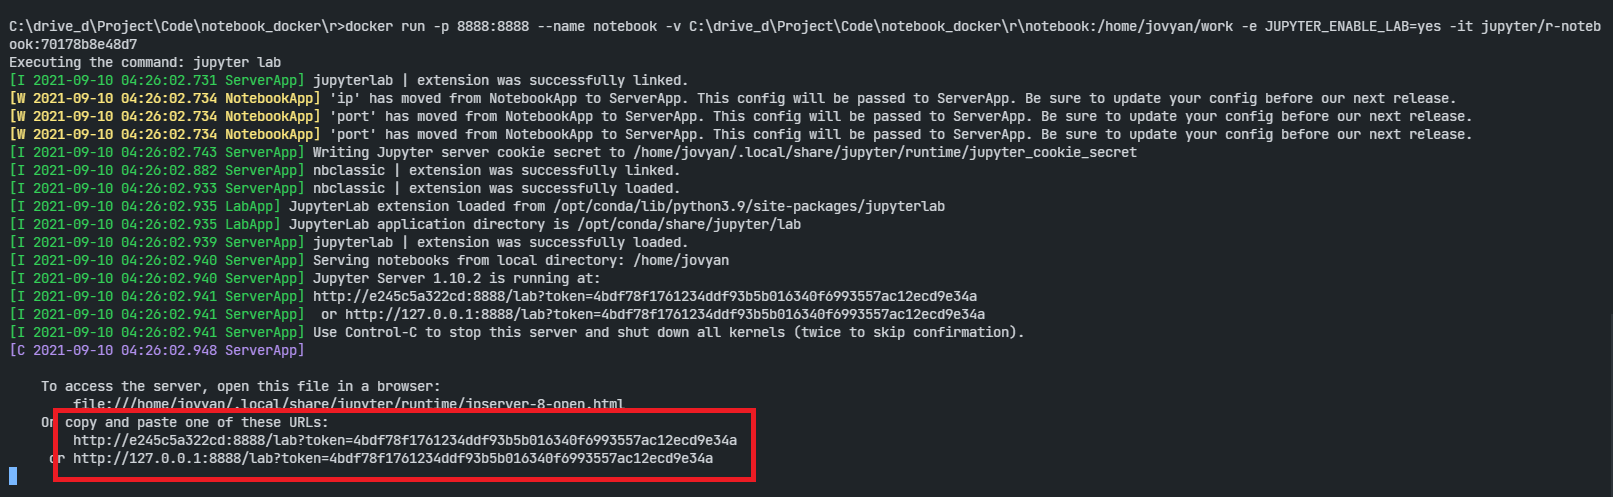 C:\drive_d\Project\Code\notebook_docker\r>docker run -p 8888:8888 --name notebook -v C:\drive_d\Project\Code\notebook_docker\r\notebook:/home/jovyan/work -e JUPYTER_ENABLE_LAB=yes -it jupyter/r-noteb
ook:70178b8e48d7
Executing the command: jupyter lab
[I 2021-09-10 04:26:02.731 ServerApp] jupyterlab | extension was successfully linked.
[W 2021-09-10 04:26:02.734 NotebookApp] 'ip' has moved from NotebookApp to ServerApp. This config will be passed to ServerApp. Be sure to update your config before our next release.
[W 2021-09-10 04:26:02.734 NotebookApp] 'port' has moved from NotebookApp to ServerApp. This config will be passed to ServerApp. Be sure to update your config before our next release.
[W 2021-09-10 04:26:02.734 NotebookApp] 'port' has moved from NotebookApp to ServerApp. This config will be passed to ServerApp. Be sure to update your config before our next release.
[I 2021-09-10 04:26:02.743 ServerApp] Writing Jupyter server cookie secret to /home/jovyan/.local/share/jupyter/runtime/jupyter_cookie_secret
[I 2021-09-10 04:26:02.882 ServerApp] nbclassic | extension was successfully linked.
[I 2021-09-10 04:26:02.933 ServerApp] nbclassic | extension was successfully loaded.
[I 2021-09-10 04:26:02.935 LabApp] JupyterLab extension loaded from /opt/conda/lib/python3.9/site-packages/jupyterlab
[I 2021-09-10 04:26:02.935 LabApp] JupyterLab application directory is /opt/conda/share/jupyter/lab
[I 2021-09-10 04:26:02.939 ServerApp] jupyterlab | extension was successfully loaded.
[I 2021-09-10 04:26:02.940 ServerApp] Serving notebooks from local directory: /home/jovyan
[I 2021-09-10 04:26:02.940 ServerApp] Jupyter Server 1.10.2 is running at:
[I 2021-09-10 04:26:02.941 ServerApp] http://e245c5a322cd:8888/lab?token=4bdf78f1761234ddf93b5b016340f6993557ac12ecd9e34a
[I 2021-09-10 04:26:02.941 ServerApp]  or http://127.0.0.1:8888/lab?token=4bdf78f1761234ddf93b5b016340f6993557ac12ecd9e34a
[I 2021-09-10 04:26:02.941 ServerApp] Use Control-C to stop this server and shut down all kernels (twice to skip confirmation).
[C 2021-09-10 04:26:02.948 ServerApp]
To access the server, open this file in a browser:
file:///home/jovyan/.local/share/jupyter/runtime/jpserver-8-open.html
Or copy and paste one of these URLs:
http://e245c5a322cd:8888/lab?token=4bdf78f1761234ddf93b5b016340f6993557ac12ecd9e34a
or http://127.0.0.1:8888/lab?token=4bdf78f1761234ddf93b5b016340f6993557ac12ecd9e34a